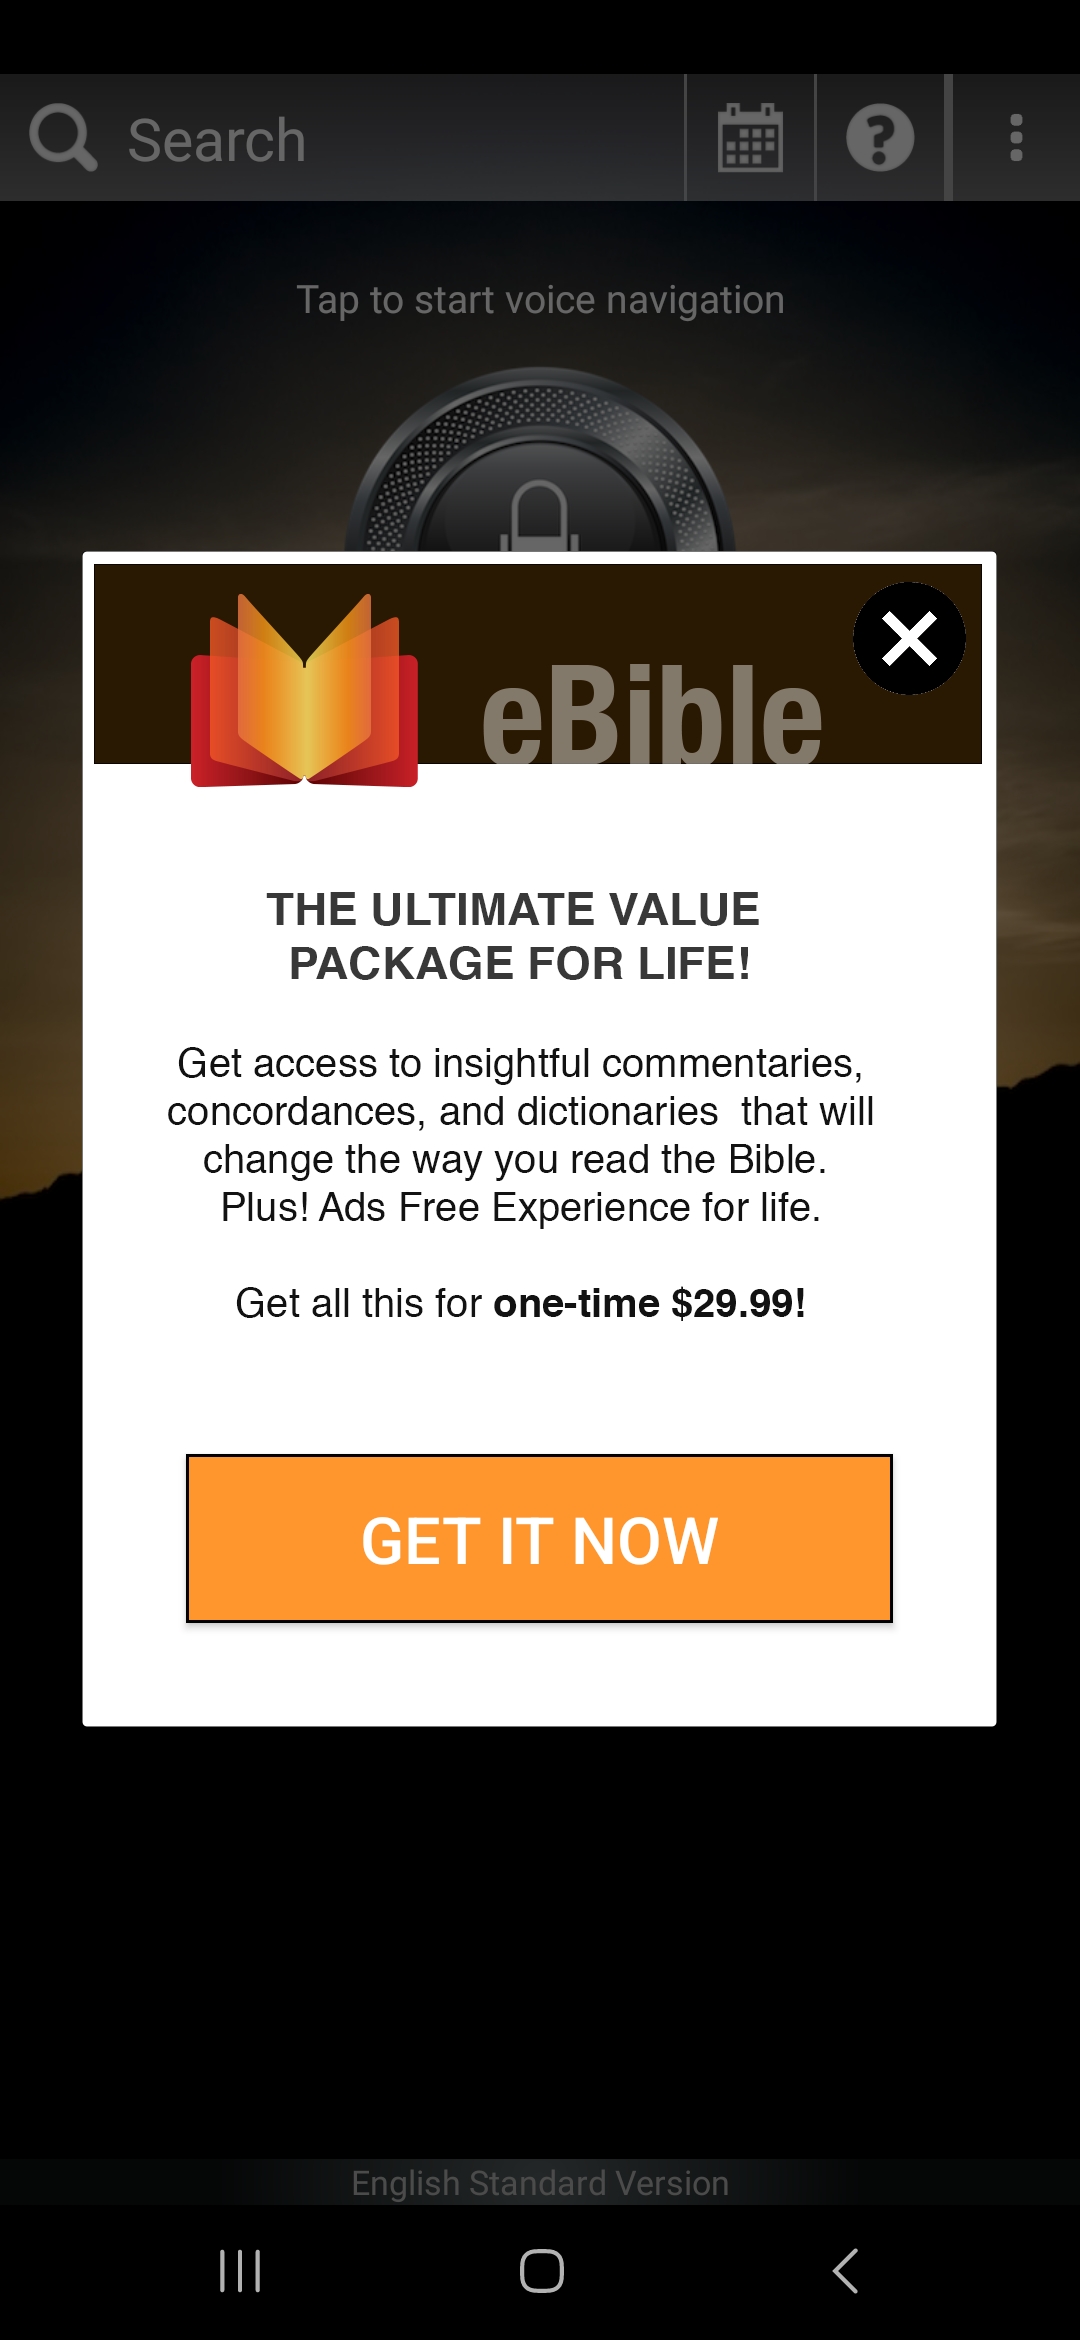 Search
Tap to start voice navigation
eBible
THE ULTIMATE VALUE
PACKAGE FOR LIFE!
Get access to insightful commentaries,
concordances, and dictionaries  that will
change the way you read the Bible.
Plus! Ads Free Experience for life.
Get all this for one-time $29.99!
GET IT NOW
English Standard Version